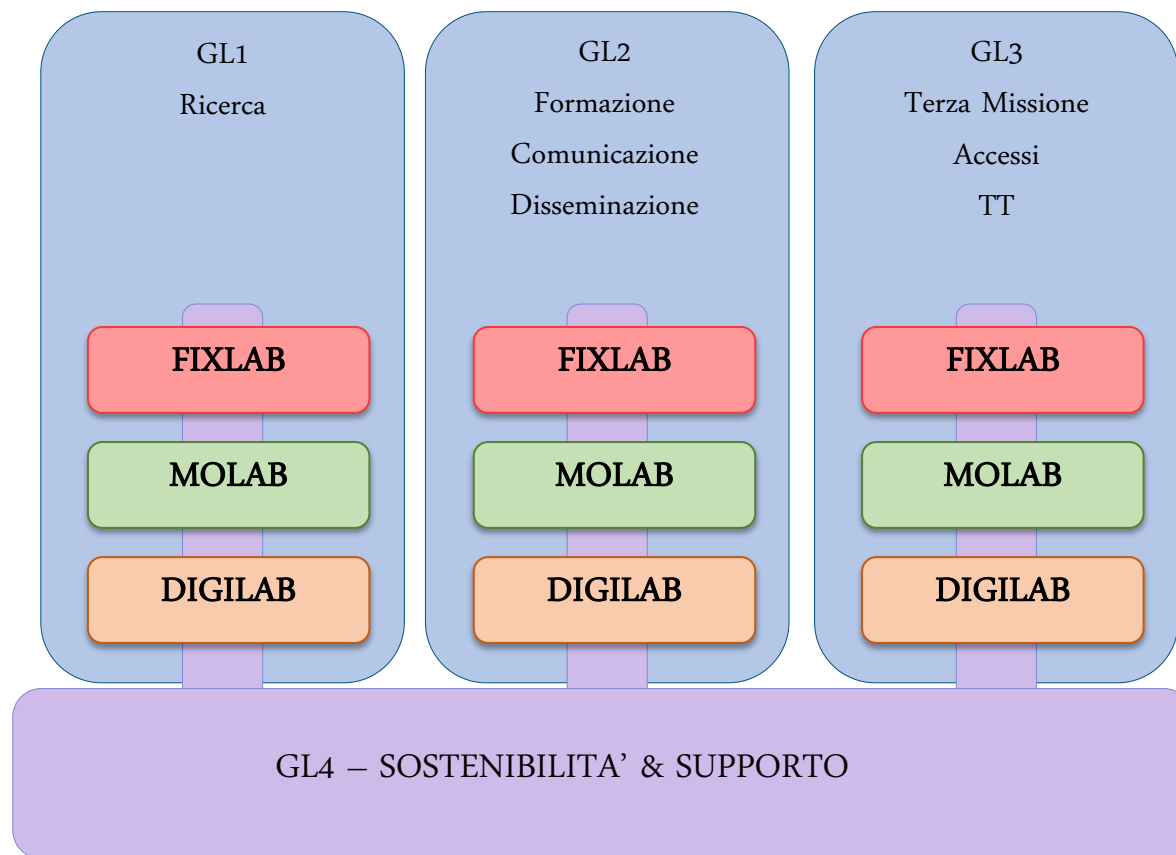 GL1
Ricerca
FIXLAB
MOLAB
DIGILAB
GL2
Formazione
Comunicazione
Disseminazione
FIXLAB
MOLAB
DIGILAB
GL3
Terza Missione
Accessi
TT
FIXLAB
MOLAB
DIGILAB
GL4 – SOSTENIBILITA’ & SUPPORTO